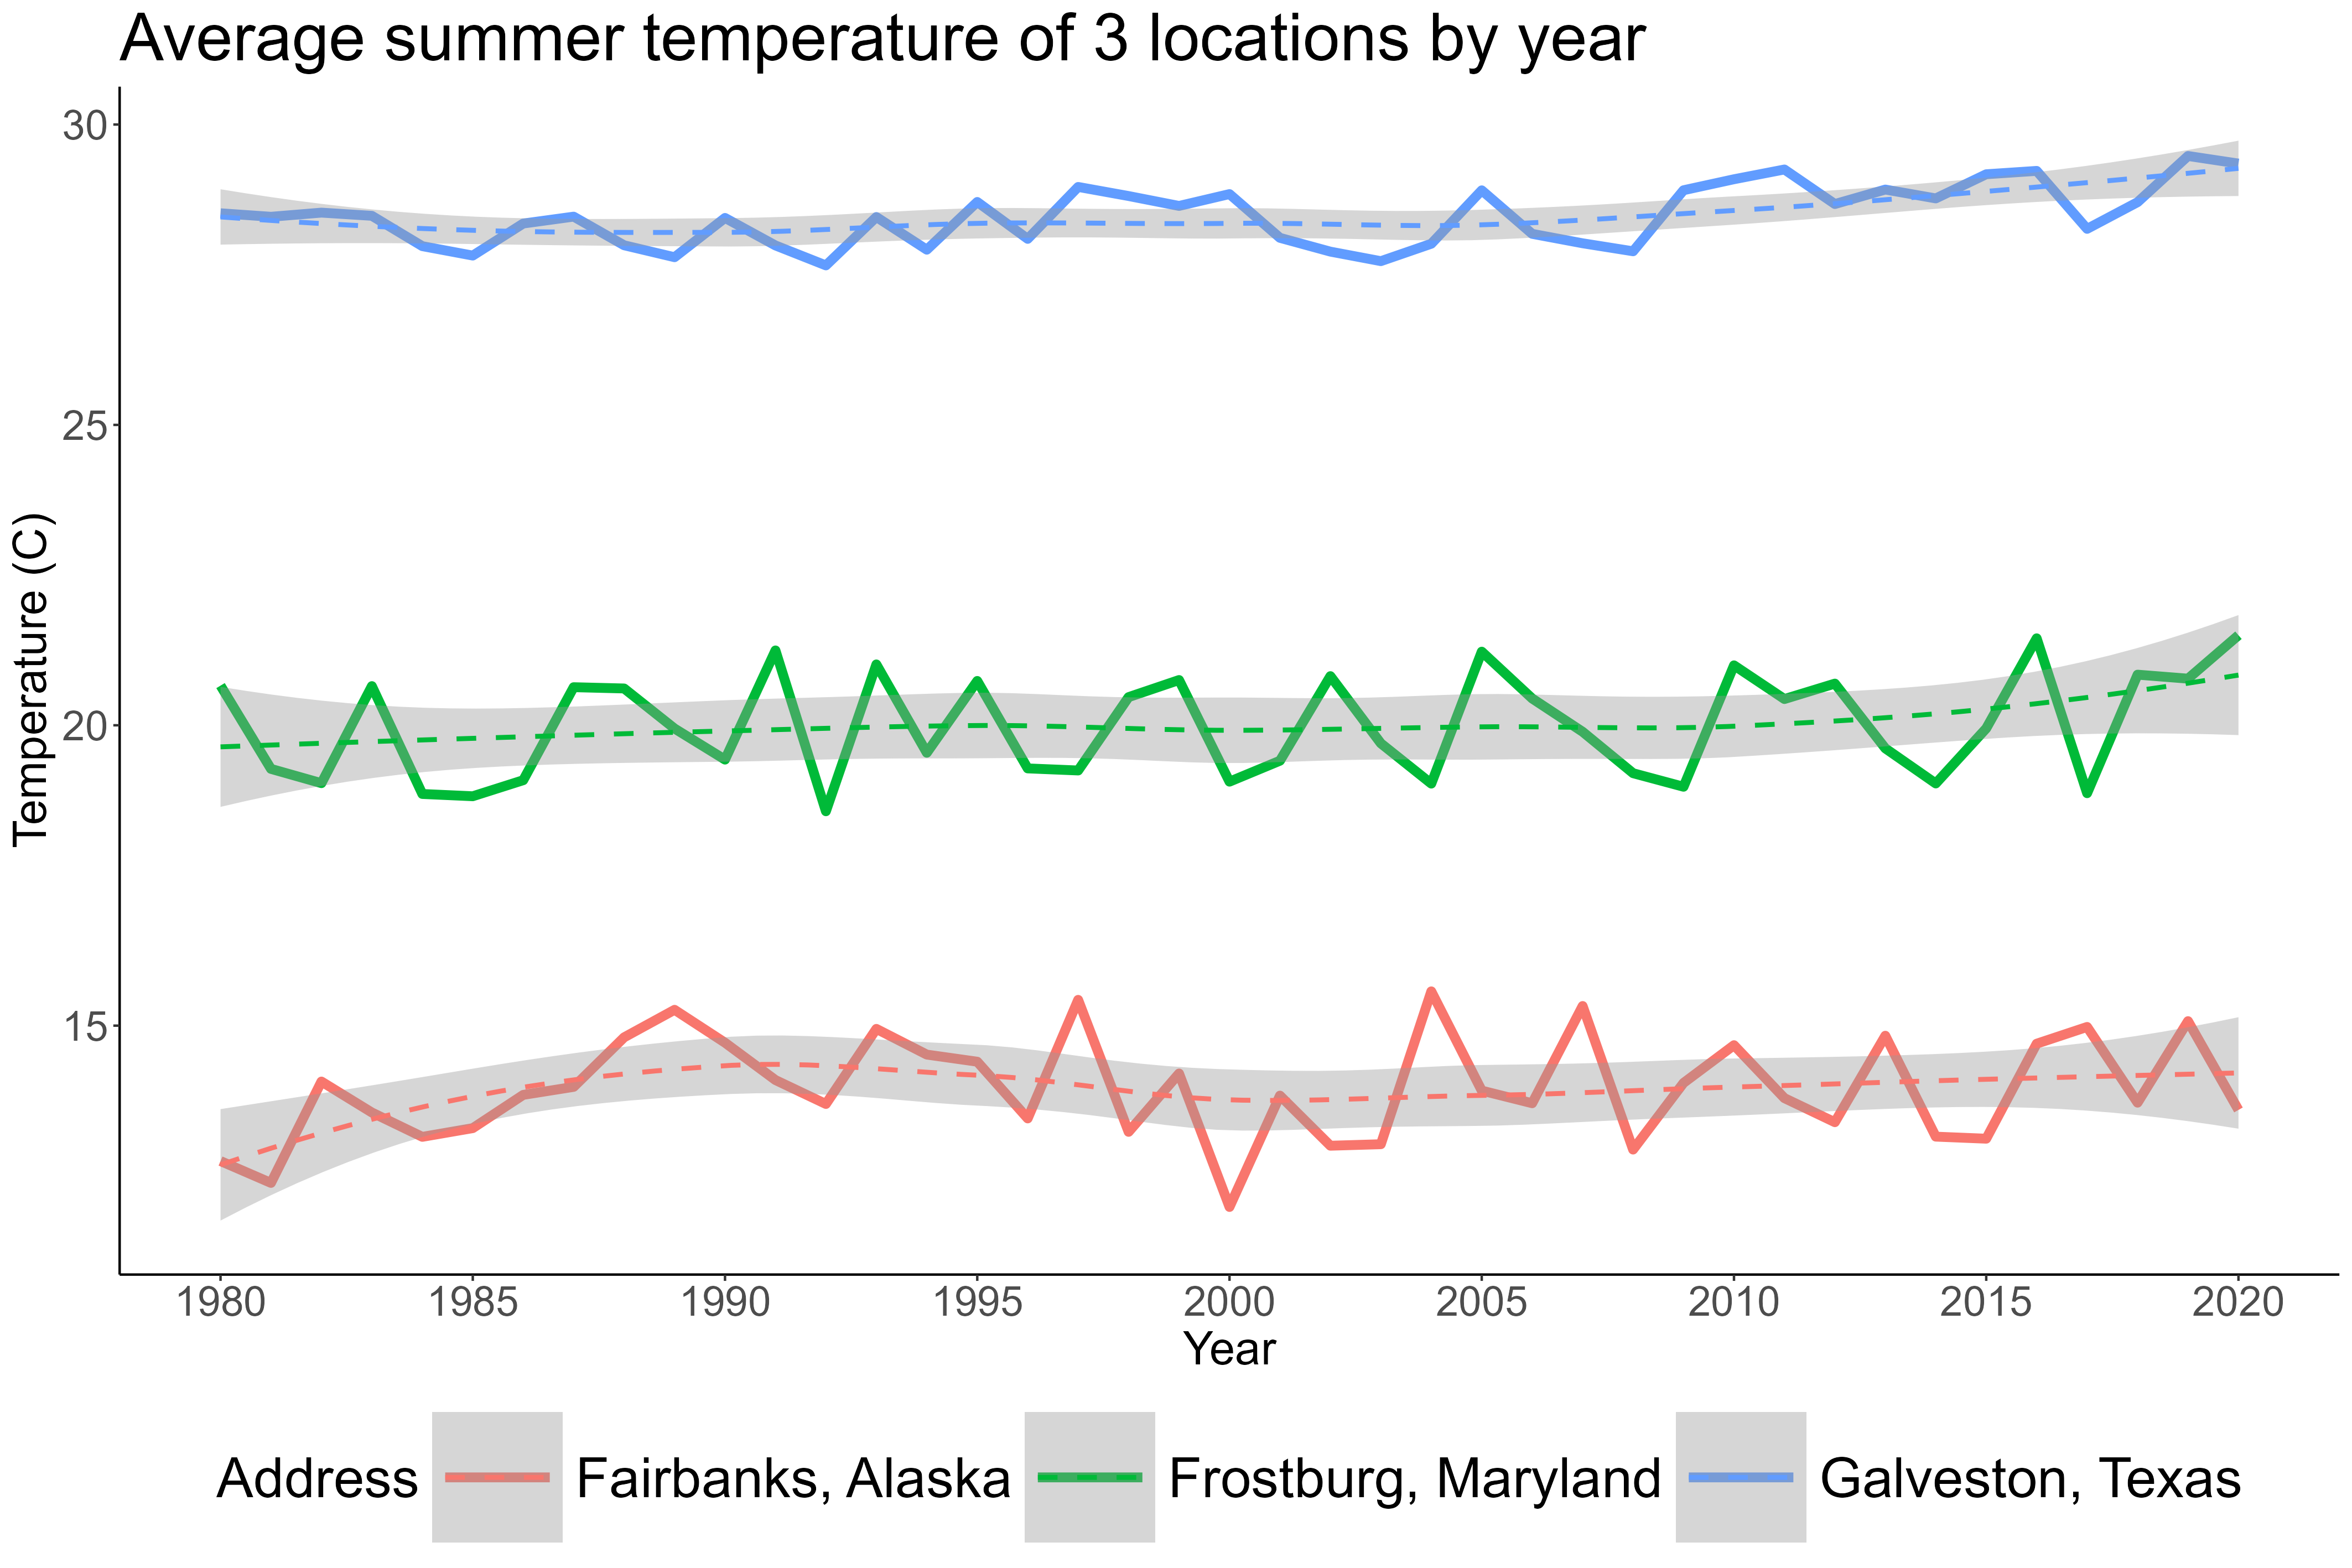 Average summer temperature of 3 locations by year
30
25
20
15
Temperature (C)
1980 1985 1990 1995 2000 2005 2010 2015 2020
Year
Address Fairbanks, Alaska Frostburg, Maryland Galveston, Texas